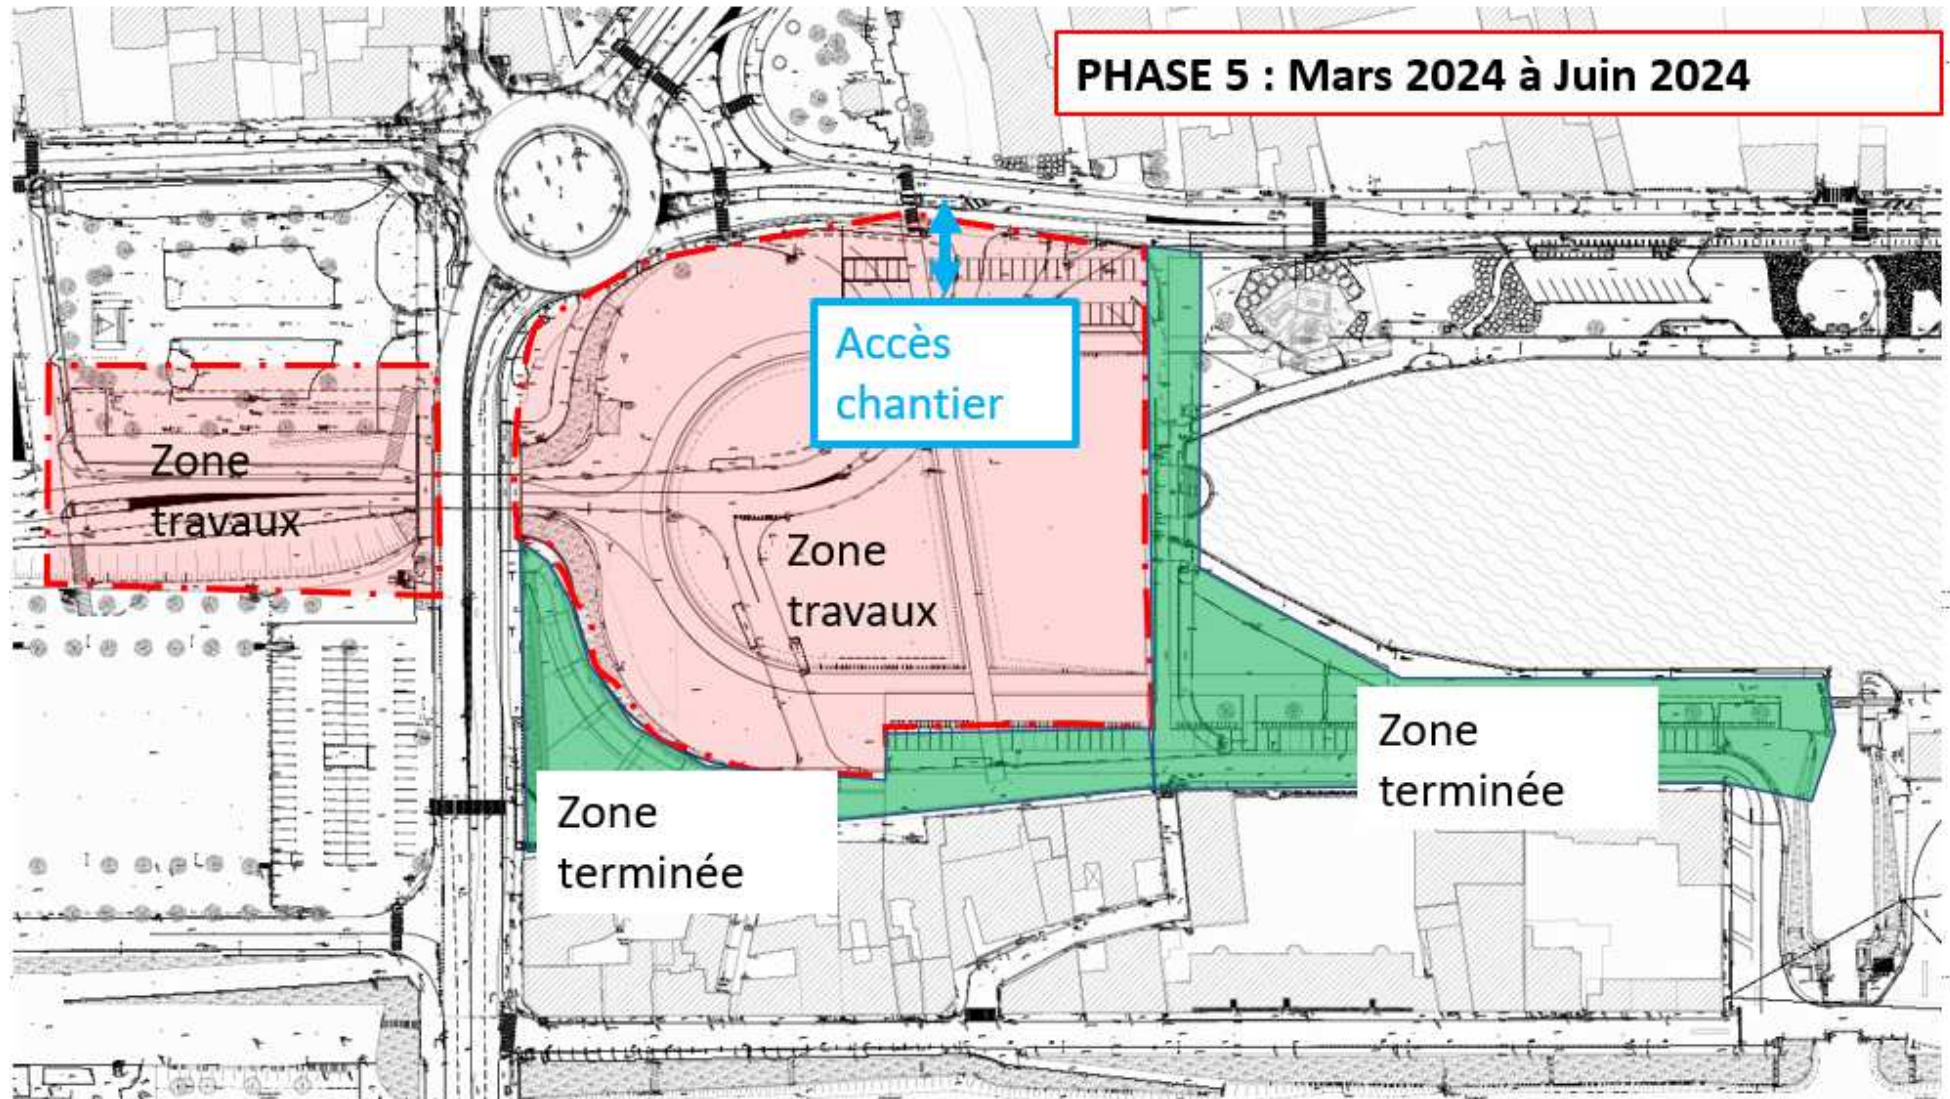 PHASE 5 : Mars 2024 à Juin 2024
Accès
chantier
Zone
travaux
Zone
travaux
Zone
terminée
Zone
terminée